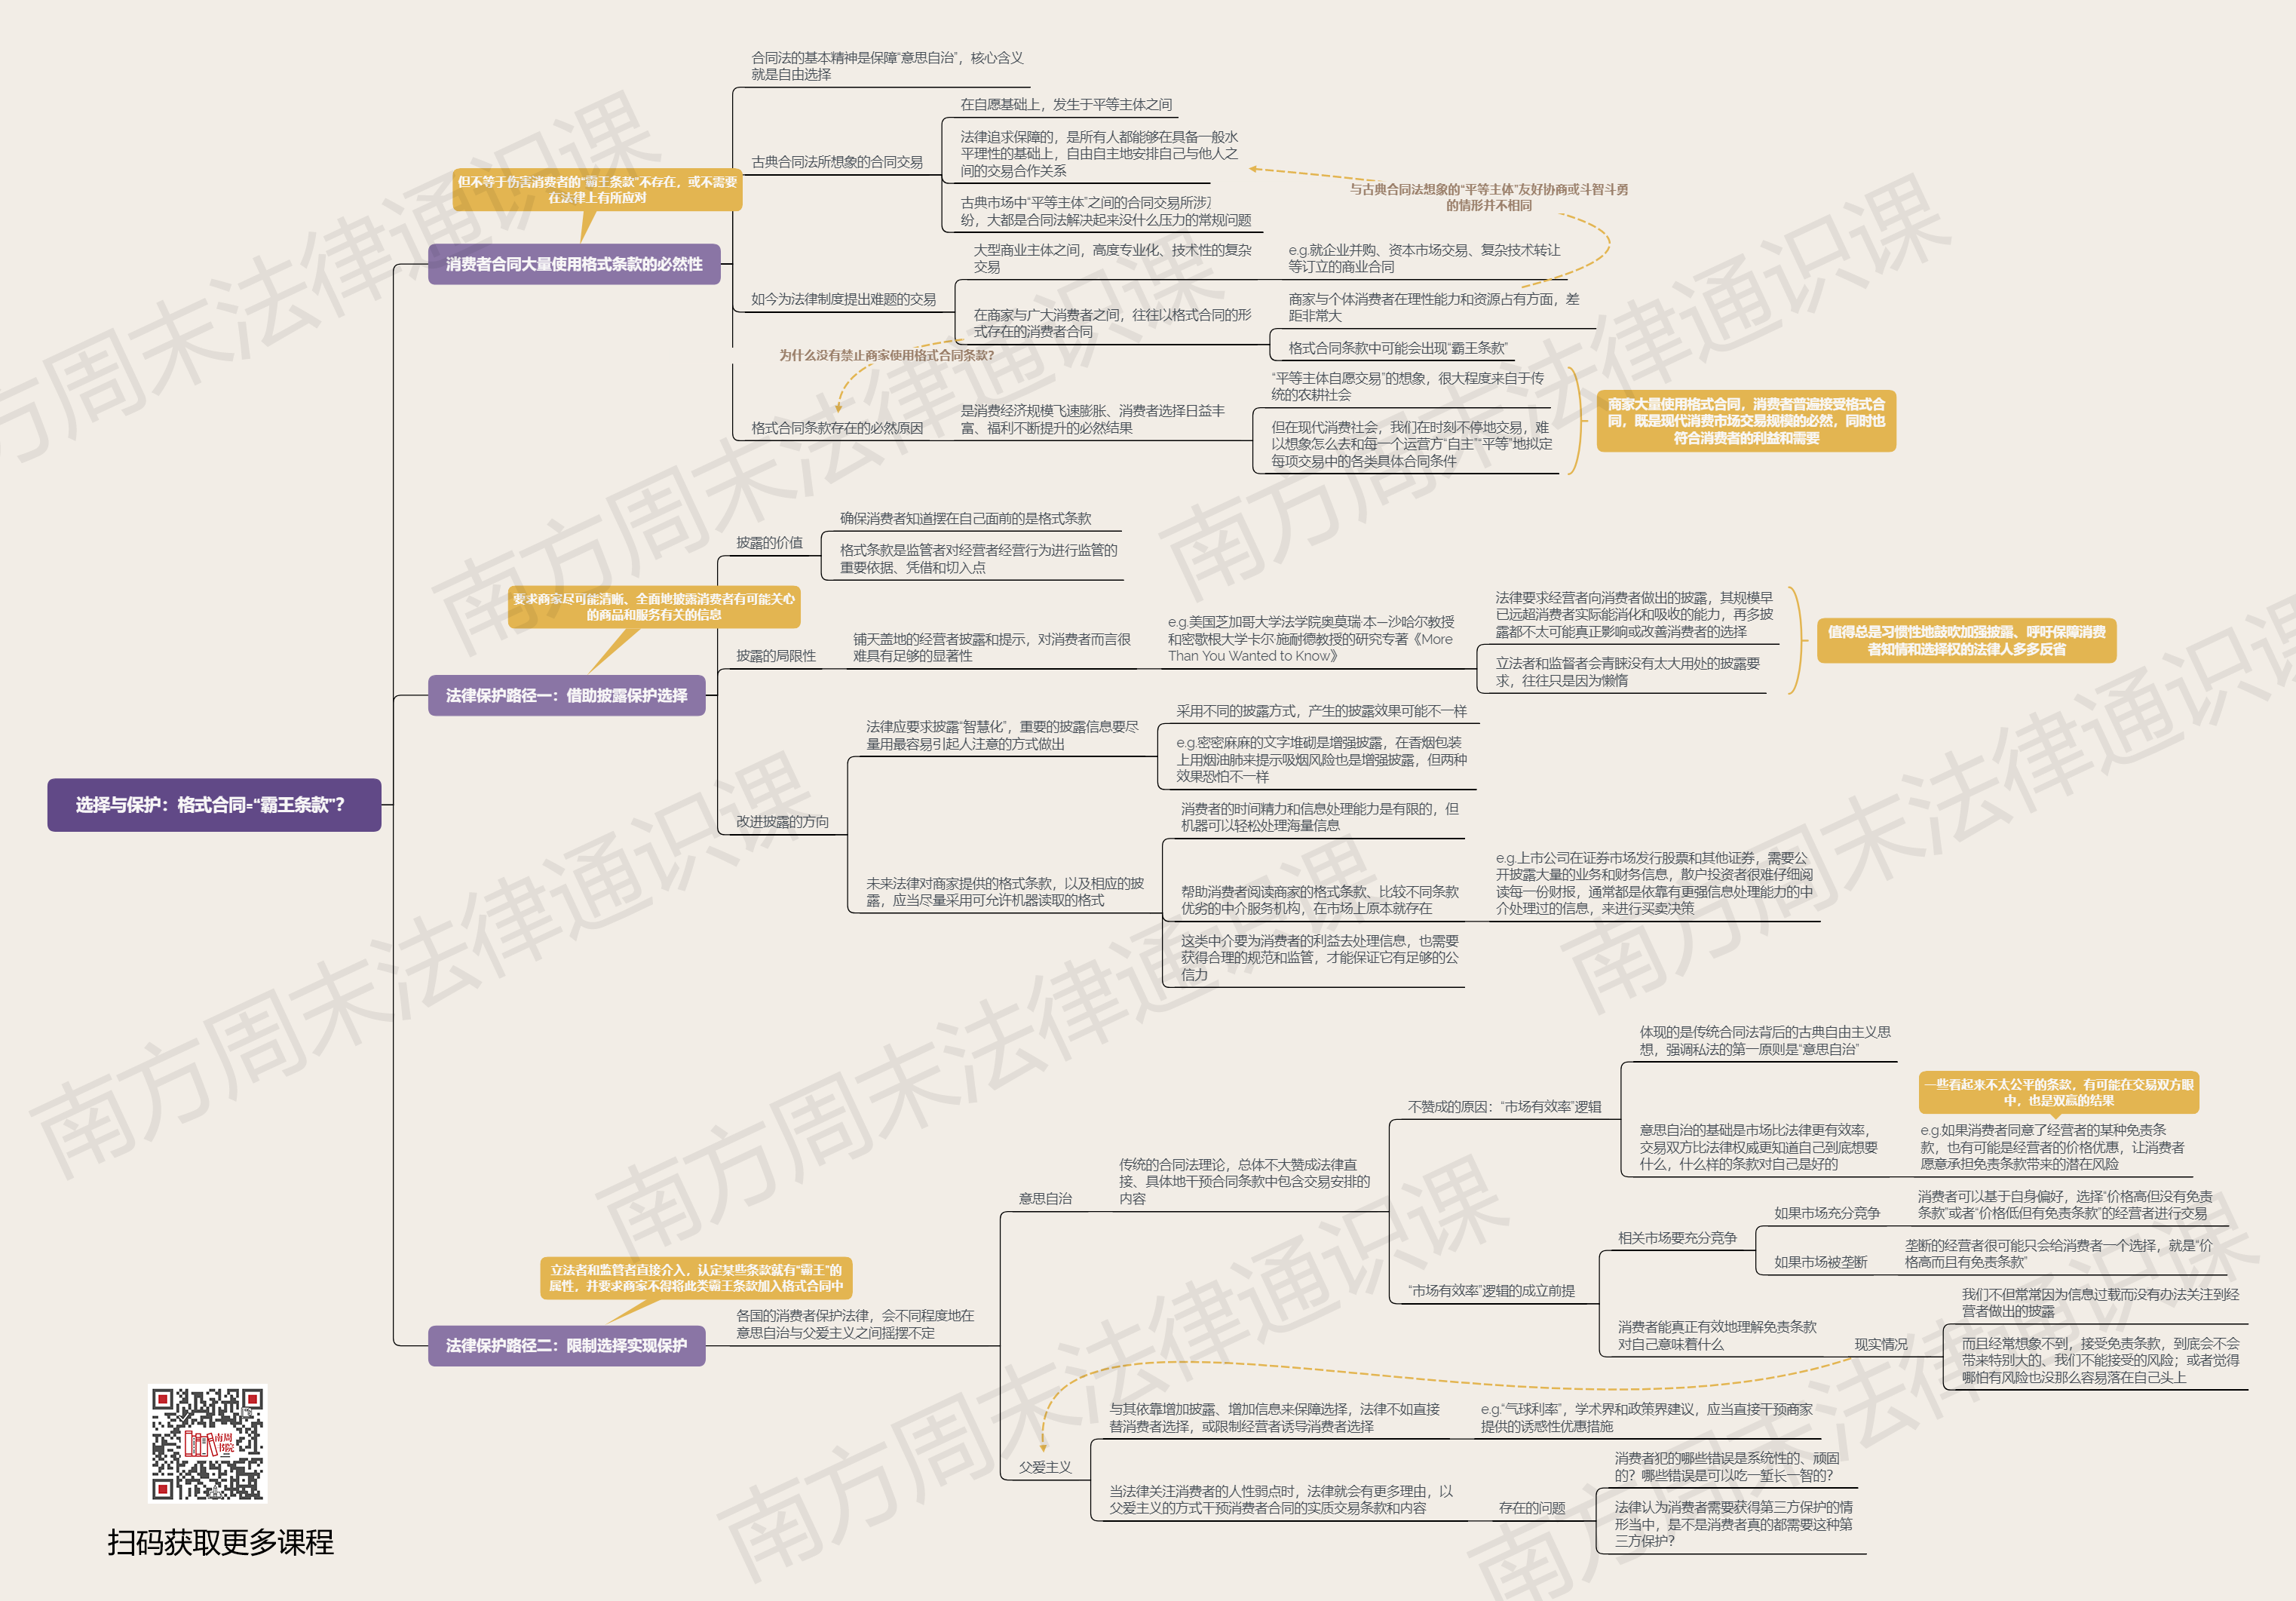 合同法的基本精神是保障“意思自治”，核心含义
就是自由选择
在自愿基础上，发生于平等主体之间
法律追求保障的，是所有人都能够在具备一般水
平理性的基础上，自由自主地安排自己与他人之
间的交易合作关系
古典合同法所想象的合同交易
古典市场中“平等主体”之间的合同交易所涉
纷，大都是合同法解决起来没什么压力的常规问题
但不等于伤害消费者的“霸王条款”不存在，或不需要
在法律上有所应对
与古典合同法想象的“平等主体”友好协商或斗智斗勇
的情形并不相同
消费者合同大量使用格式条款的必然性
大型商业主体之间，高度专业化、技术性的复杂
交易
e.g.就企业并购、资本市场交易、复杂技术转让
等订立的商业合同
如今为法律制度提出难题的交易
在商家与广大消费者之间，往往以格式合同的形
式存在的消费者合同
商家与个体消费者在理性能力和资源占有方面，差
距非常大
格式合同条款中可能会出现“霸王条款”
为什么没有禁止商家使用格式合同条款？
格式合同条款存在的必然原因
是消费经济规模飞速膨胀、消费者选择日益丰
富、福利不断提升的必然结果
“平等主体自愿交易”的想象，很大程度来自于传
统的农耕社会
但在现代消费社会，我们在时刻不停地交易，难
以想象怎么去和每一个运营方“自主”“平等”地拟定
每项交易中的各类具体合同条件
商家大量使用格式合同，消费者普遍接受格式合
同，既是现代消费市场交易规模的必然，同时也
符合消费者的利益和需要
披露的价值
确保消费者知道摆在自己面前的是格式条款
格式条款是监管者对经营者经营行为进行监管的
重要依据、凭借和切入点
要求商家尽可能清晰、全面地披露消费者有可能关心
的商品和服务有关的信息
法律保护路径一：借助披露保护选择
披露的局限性
铺天盖地的经营者披露和提示，对消费者而言很
难具有足够的显著性
e.g.美国芝加哥大学法学院奥莫瑞·本—沙哈尔教授
和密歇根大学卡尔·施耐德教授的研究专著《More
Than You Wanted to Know》
法律要求经营者向消费者做出的披露，其规模早
已远超消费者实际能消化和吸收的能力，再多披
露都不太可能真正影响或改善消费者的选择
立法者和监督者会青睐没有太大用处的披露要
求，往往只是因为懒惰
值得总是习惯性地鼓吹加强披露、呼吁保障消费
者知情和选择权的法律人多多反省
改进披露的方向
法律应要求披露“智慧化”，重要的披露信息要尽
量用最容易引起人注意的方式做出
采用不同的披露方式，产生的披露效果可能不一样
e.g.密密麻麻的文字堆砌是增强披露，在香烟包装
上用烟油肺来提示吸烟风险也是增强披露，但两种
效果恐怕不一样
未来法律对商家提供的格式条款，以及相应的披
露，应当尽量采用可允许机器读取的格式
消费者的时间精力和信息处理能力是有限的，但
机器可以轻松处理海量信息
帮助消费者阅读商家的格式条款、比较不同条款
优劣的中介服务机构，在市场上原本就存在
e.g.上市公司在证券市场发行股票和其他证券，需要公
开披露大量的业务和财务信息，散户投资者很难仔细阅
读每一份财报，通常都是依靠有更强信息处理能力的中
介处理过的信息，来进行买卖决策
这类中介要为消费者的利益去处理信息，也需要
获得合理的规范和监管，才能保证它有足够的公
信力
选择与保护：格式合同=“霸王条款”？
立法者和监管者直接介入，认定某些条款就有“霸王”的
属性，并要求商家不得将此类霸王条款加入格式合同中
法律保护路径二：限制选择实现保护
各国的消费者保护法律，会不同程度地在
意思自治与父爱主义之间摇摆不定
意思自治
传统的合同法理论，总体不大赞成法律直
接、具体地干预合同条款中包含交易安排的
内容
不赞成的原因：“市场有效率”逻辑
体现的是传统合同法背后的古典自由主义思
想，强调私法的第一原则是“意思自治”
意思自治的基础是市场比法律更有效率，
交易双方比法律权威更知道自己到底想要
什么，什么样的条款对自己是好的
一些看起来不太公平的条款，有可能在交易双方眼
中，也是双赢的结果
e.g.如果消费者同意了经营者的某种免责条
款，也有可能是经营者的价格优惠，让消费者
愿意承担免责条款带来的潜在风险
“市场有效率”逻辑的成立前提
相关市场要充分竞争
如果市场充分竞争
消费者可以基于自身偏好，选择“价格高但没有免责
条款”或者“价格低但有免责条款”的经营者进行交易
如果市场被垄断
垄断的经营者很可能只会给消费者一个选择，就是“价
格高而且有免责条款”
消费者能真正有效地理解免责条款
对自己意味着什么
现实情况
我们不但常常因为信息过载而没有办法关注到经
营者做出的披露
而且经常想象不到，接受免责条款，到底会不会
带来特别大的、我们不能接受的风险；或者觉得
哪怕有风险也没那么容易落在自己头上
父爱主义
与其依靠增加披露、增加信息来保障选择，法律不如直接
替消费者选择，或限制经营者诱导消费者选择
e.g.“气球利率”，学术界和政策界建议，应当直接干预商家
提供的诱惑性优惠措施
当法律关注消费者的人性弱点时，法律就会有更多理由，以
父爱主义的方式干预消费者合同的实质交易条款和内容
存在的问题
消费者犯的哪些错误是系统性的、顽固
的？哪些错误是可以吃一堑长一智的？
法律认为消费者需要获得第三方保护的情
形当中，是不是消费者真的都需要这种第
三方保护？
南周
书院
扫码获取更多课程
南方周末法律通识课
南方周末法律通识课
南方周末法律通识课
南方周末法律通识课
南方周末法律通识课
南方周末法律通识课
南方周末法律通识课
南方周末法律通识课